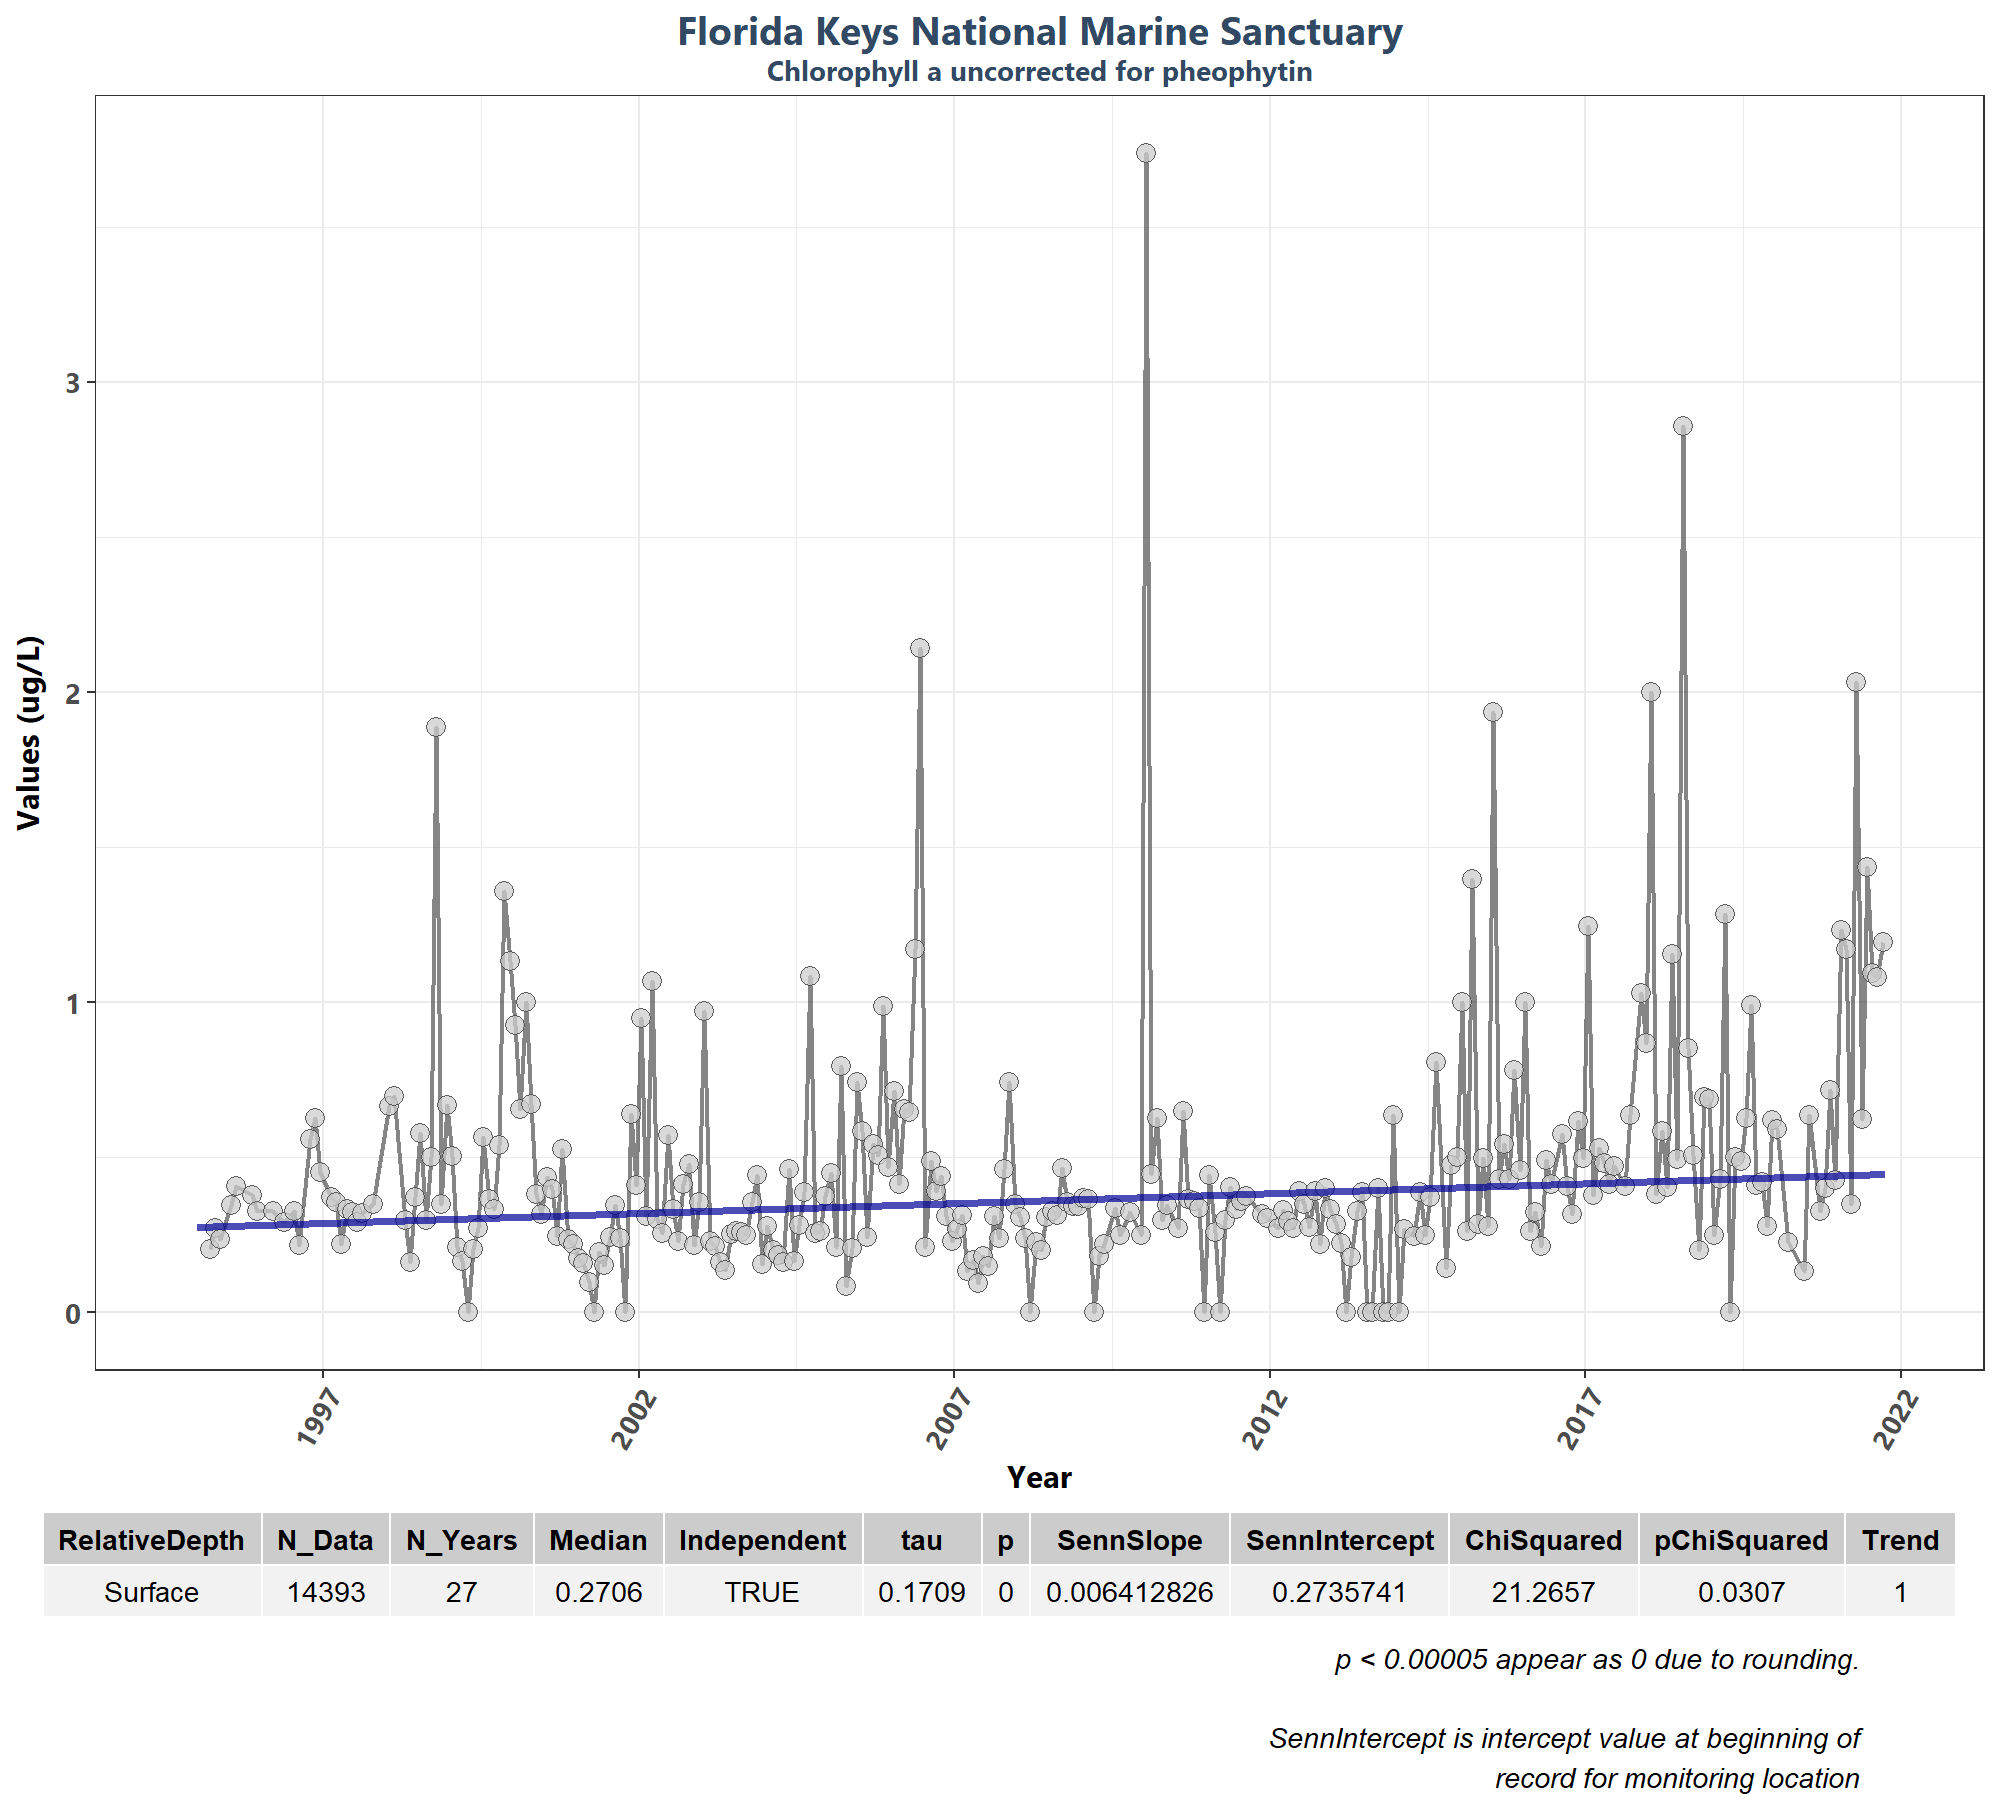 Florida Keys National Marine Sanctuary
Chlorophyll a uncorrected for pheophytin
Values (ug/L)
3
2
1
0
1997 2002 2007 2012 2017 2022
Year
RelativeDepth N_Data N_Years Median Independent tau p SennSlope SennIntercept ChiSquared pChiSquared Trend
Surface 14393 27 0.2706 TRUE 0.1709 0 0.006412826 0.2735741 21.2657 0.0307 1
p < 0.00005 appear as 0 due to rounding.
SennIntercept is intercept value at beginning of
record for monitoring location